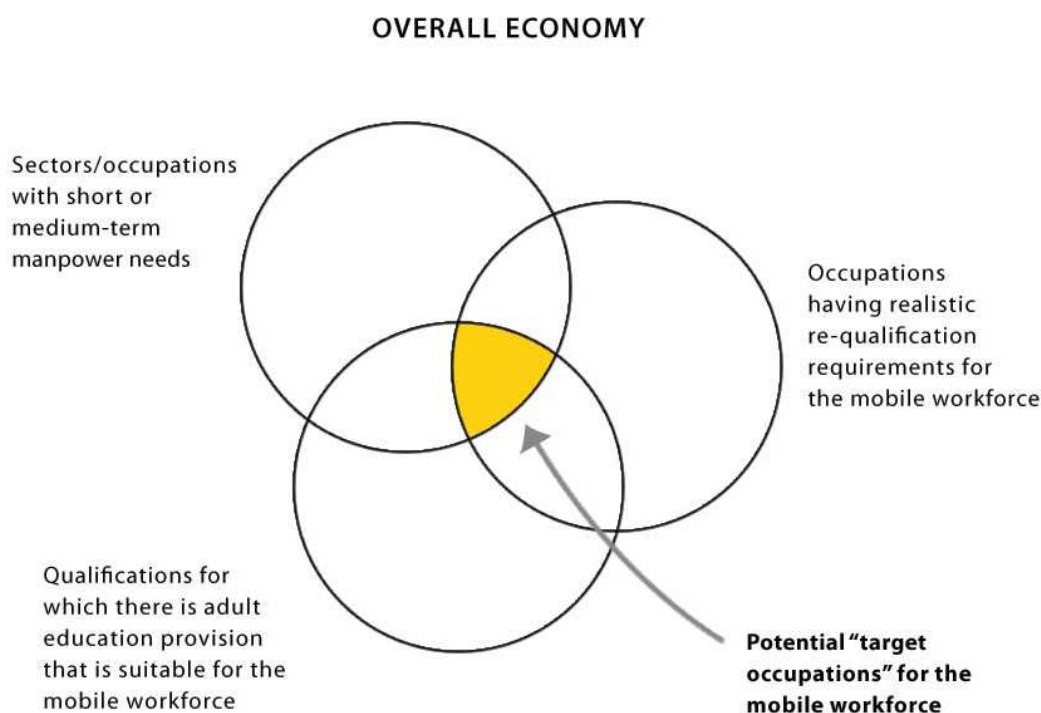 OVERALL ECONOMY
Sectors/occupations
with short or
medium-term
manpower needs
Occupations
having realistic
re-qualification
requirements for
the mobile workforce
Qualifications for
which there is adult
education provision
that is suitable for the
mobile workforce
Potential “target
occupations” for the
mobile workforce